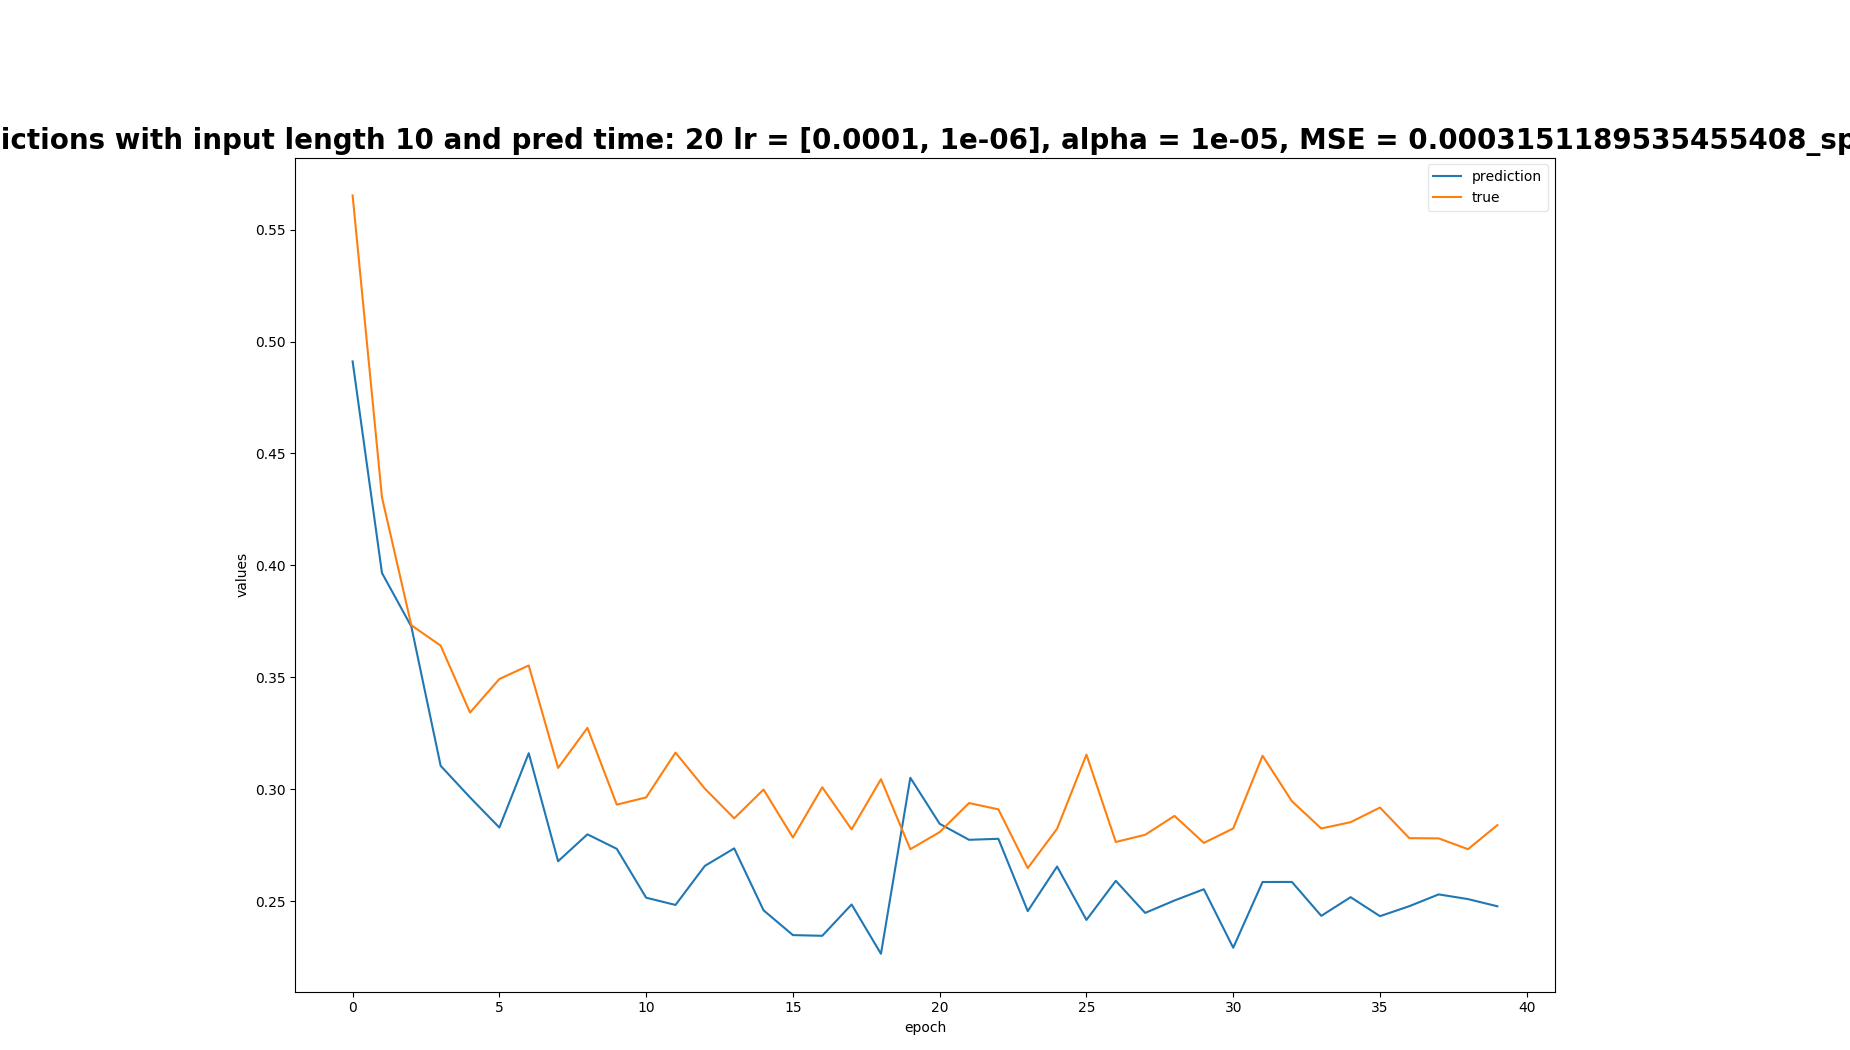 ictions with input length 10 and pred time: 20 lr = [0.0001, 1e-06], alpha = 1e-05, MSE = 0.0003151189535455408_sp
prediction
true
0.55
0.50
0.45
0.40
0.35
0.30
0.25
values
0 5 10 15 20 25 30 35 40
epoch